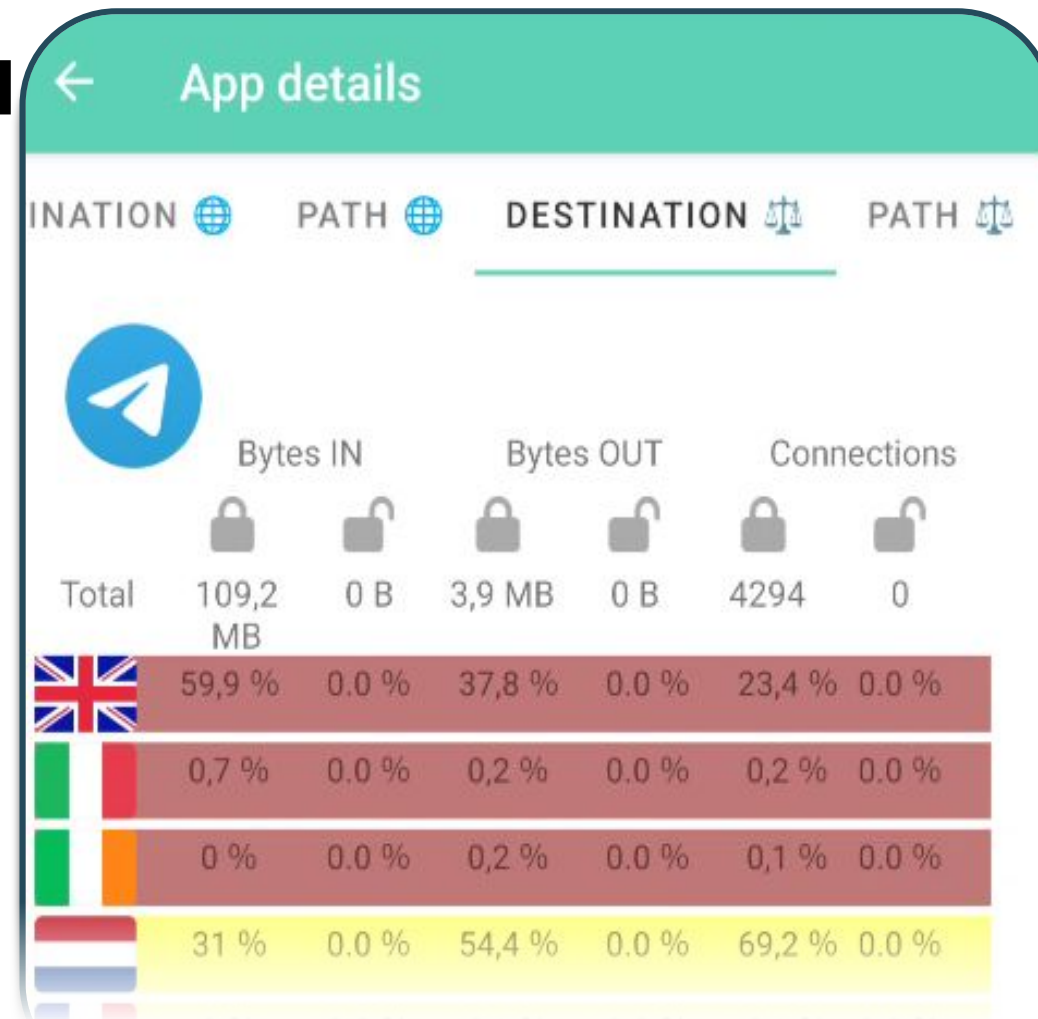 App details
INATION PATH DESTINATION PATH
Bytes IN Bytes OUT Connections
Total 109,2 MB 0 B 3,9 MB 0 B 4294 0
59,9 % 0.0 % 37,8 % 0.0 % 23,4 % 0.0 %
0,7 % 0.0 % 0,2 % 0.0 % 0,2 % 0.0 %
0 % 0.0 % 0,2 % 0.0 % 0,1 % 0.0 %
31 % 0.0 % 54,4 % 0.0 % 69,2 % 0.0 %